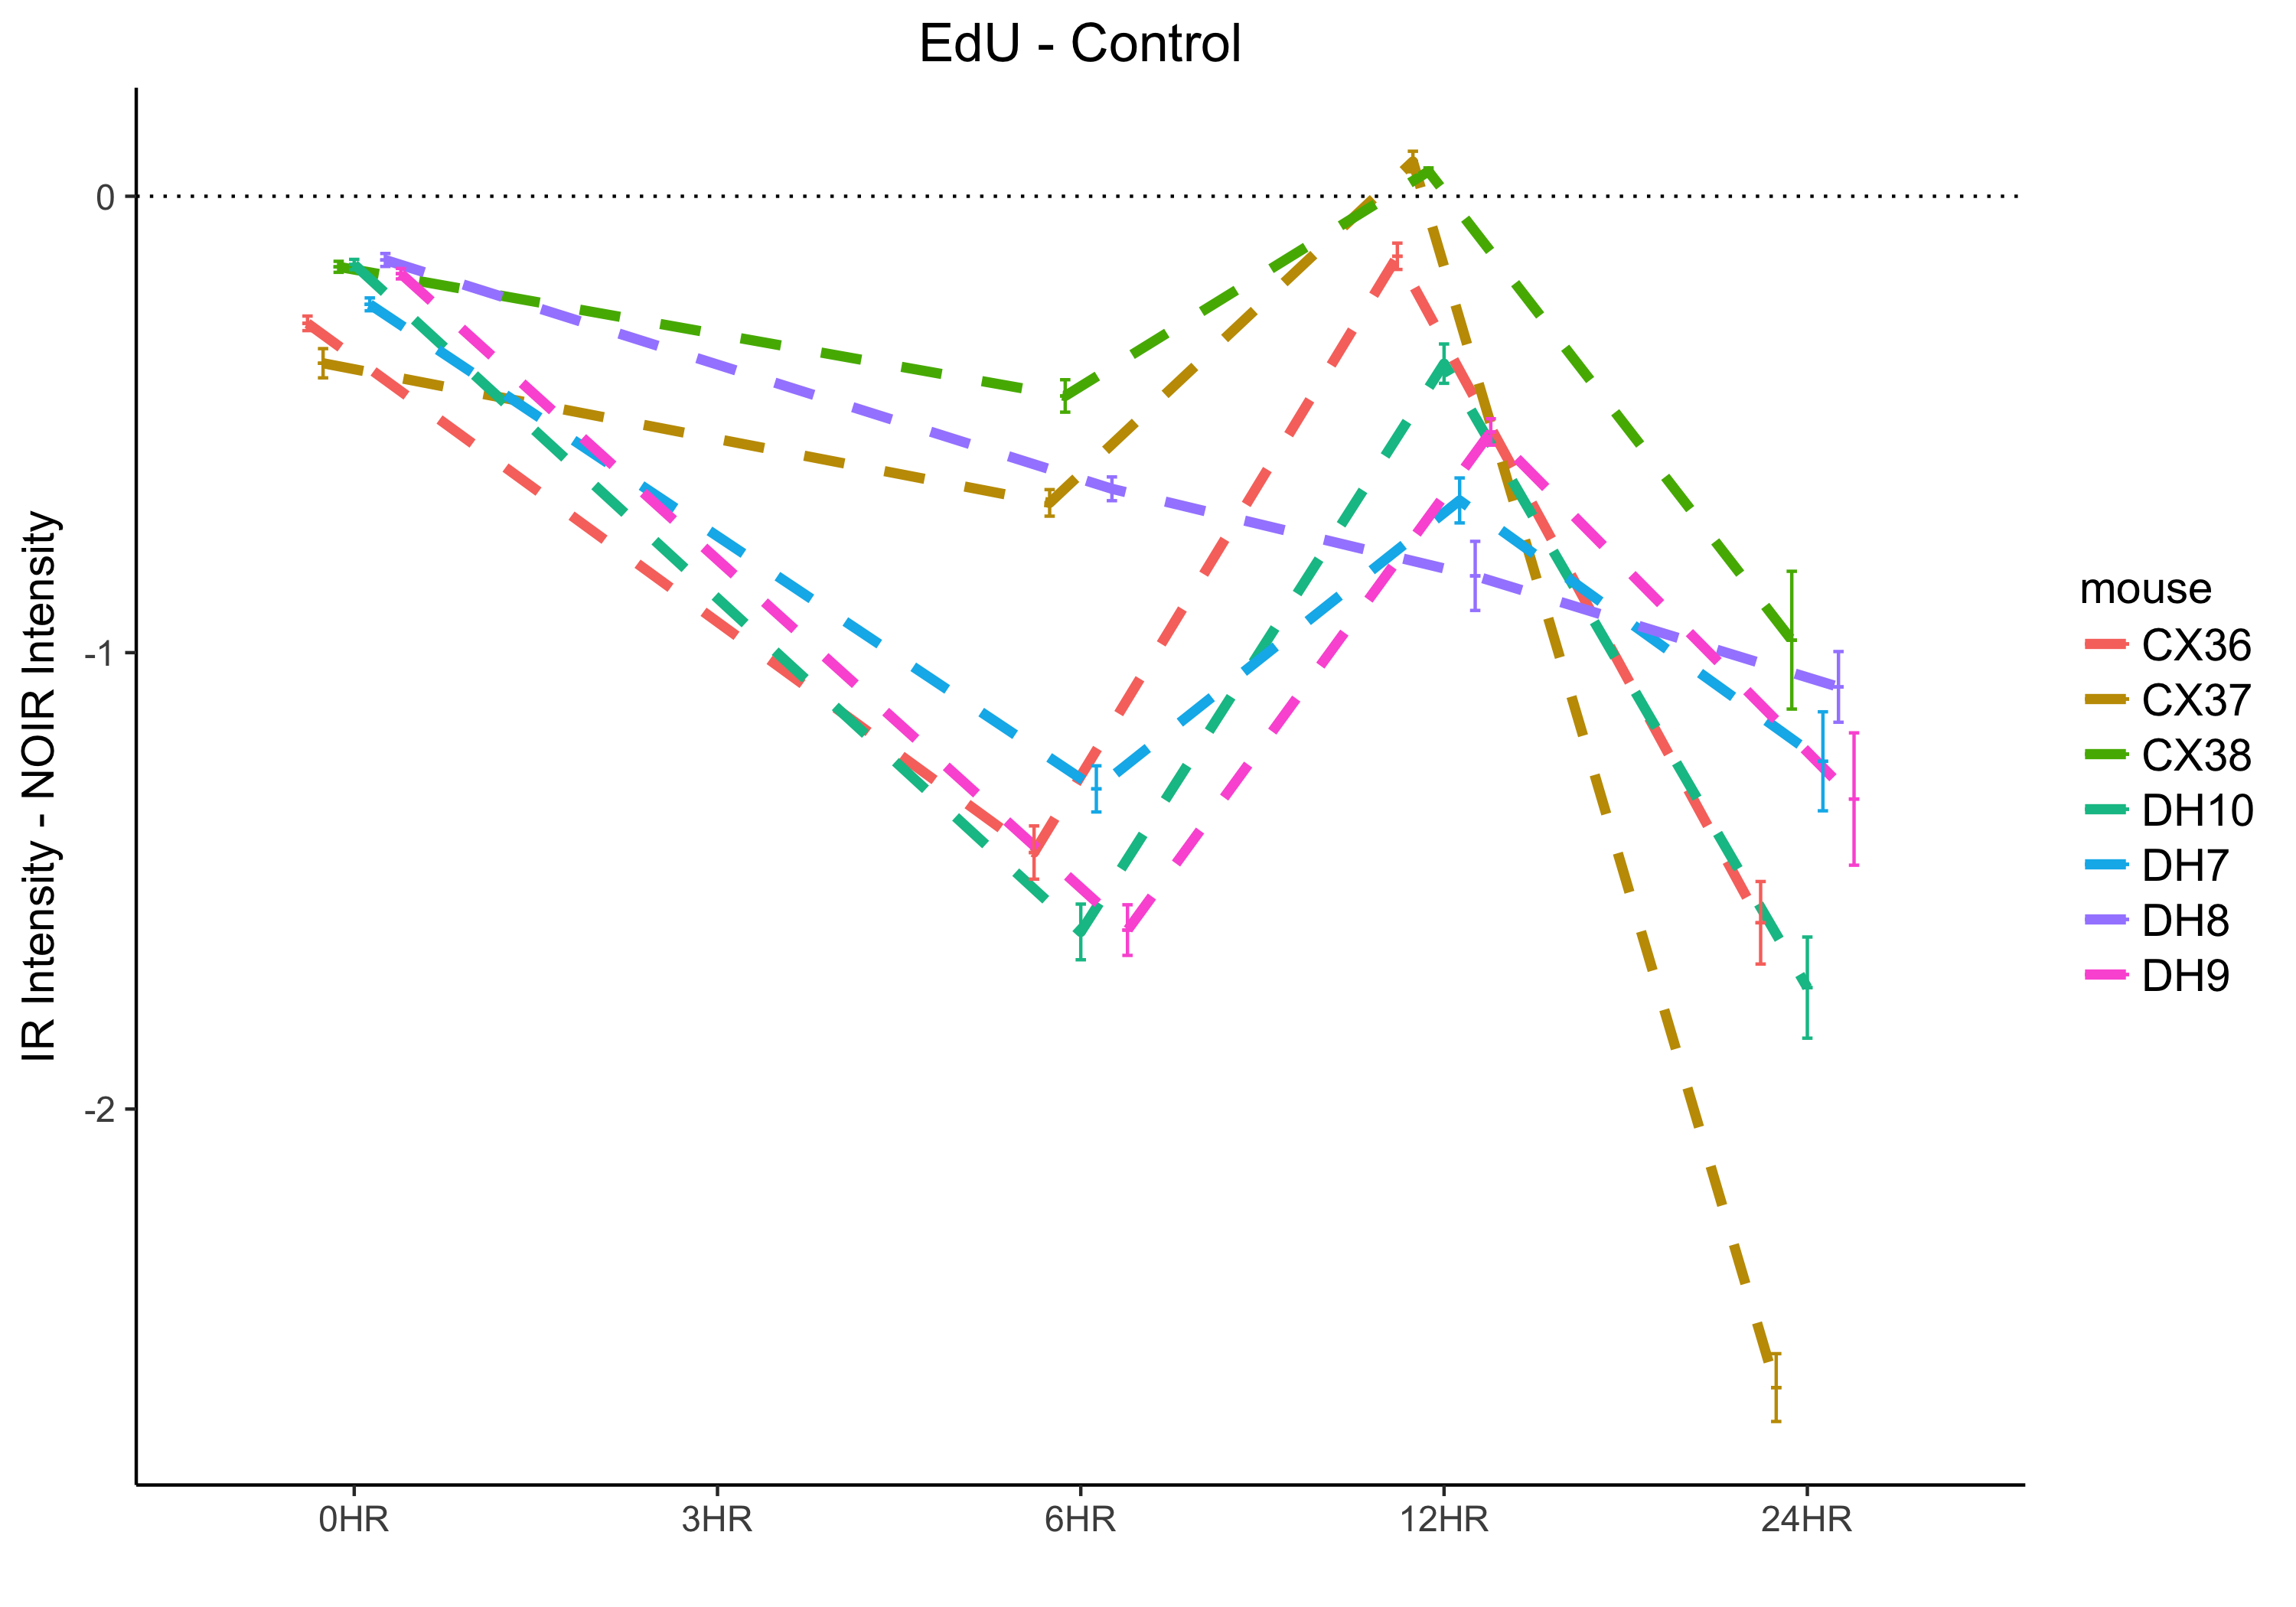 EdU - Control
IR Intensity - NOIR Intensity
0
-1
-2
0HR
3HR
6HR
12HR
24HR
mouse
CX36
CX37
CX38
DH10
DH7
DH8
DH9